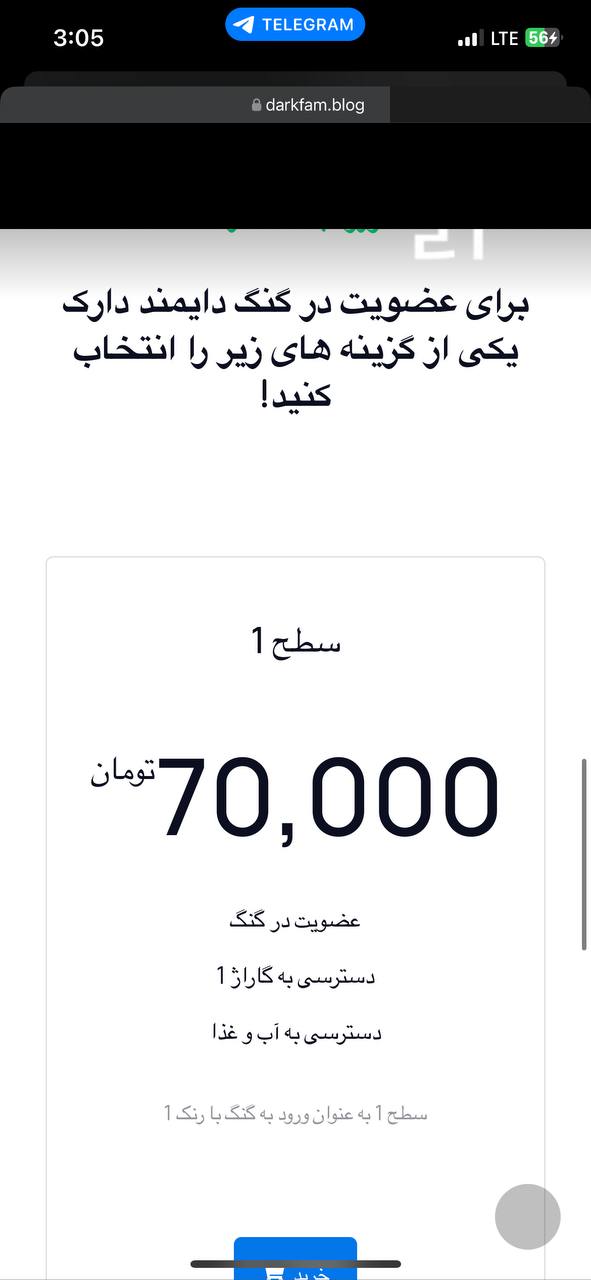 3:05
TELEGRAM
LTE
56
darkfam.blog
برای عضویت در گنگ دایمند دارک
یکی از گزینه های زیر را انتخاب
کنید!
سطح 1
70,000 تومان
عضویت در گنگ
دسترسی به گاراژ 1
دسترسی به آب و غذا
سطح 1 به عنوان ورود به گنگ با رنک 1
خرید